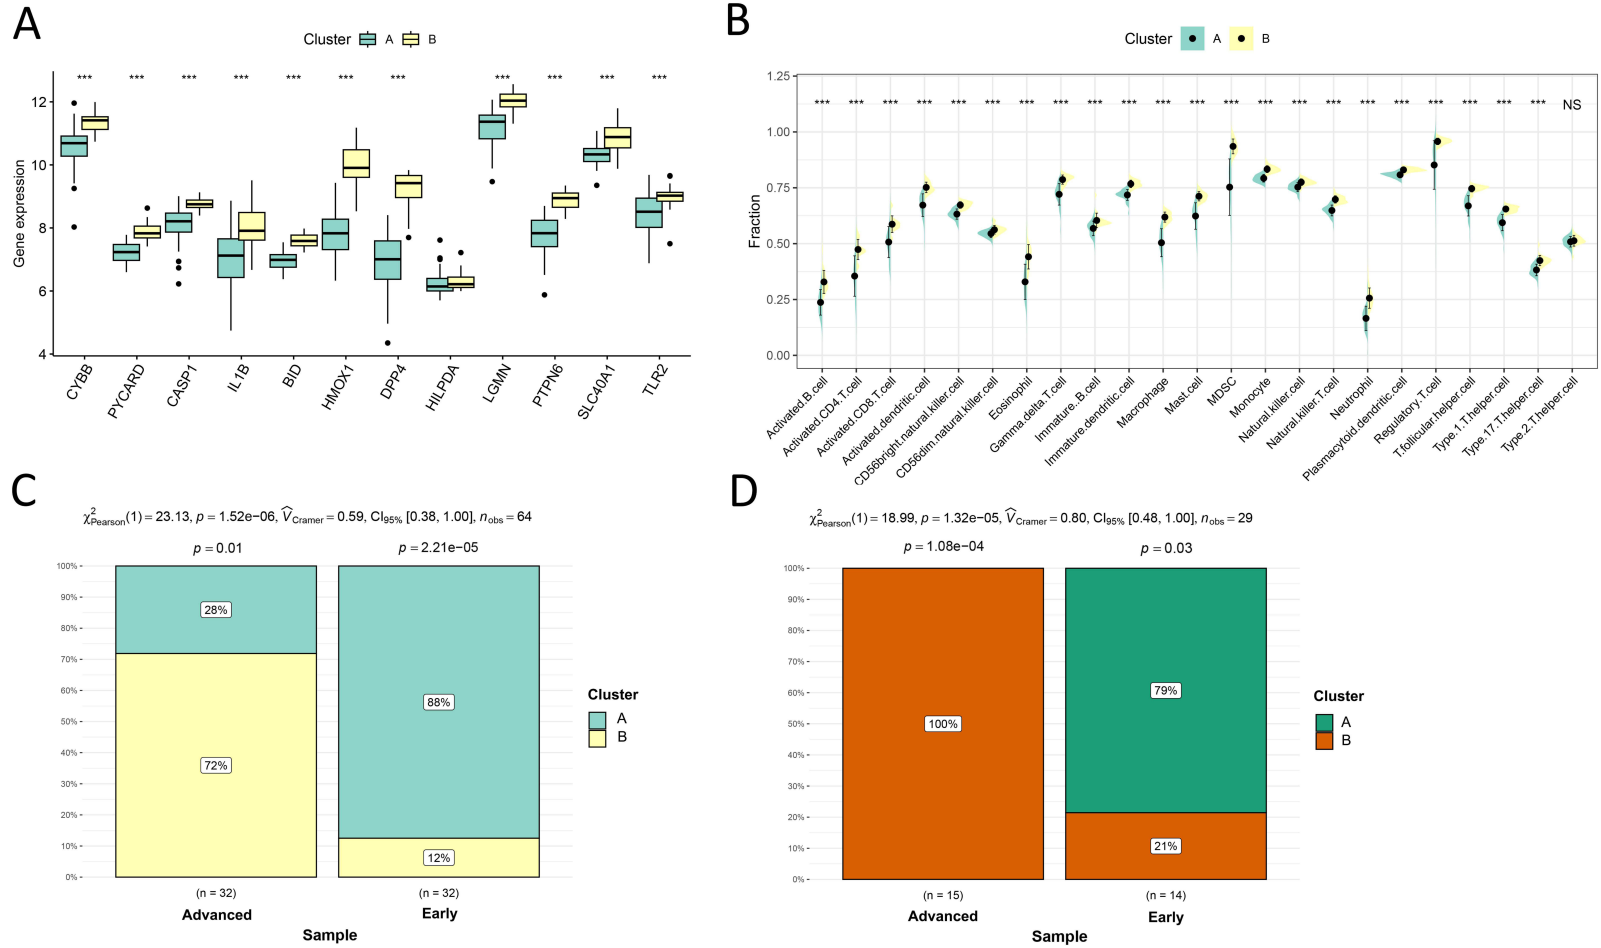 A
Cluster A B
*** *** *** *** *** *** *** *** *** *** ***
Gene expression
12
10
8
6
4
CYBB
PYCARD
CASP1
IL1B
BID
HMOX1
DPP4
HILPDA
LGMN
PTPN6
SLC40A1
TLR2
B
Cluster A B
*** *** *** *** *** *** *** *** *** *** *** *** *** *** *** *** *** *** *** *** *** *** NS
Fraction
1.25
1.00
0.75
0.50
0.25
0.00
Activated.B.cell
Activated.CD4.T.cell
Activated.CD8.T.cell
Activated.dendritic.cell
CD56bright.natural.killer.cell
CD56dim.natural.killer.cell
Eosinophil
Gamma.delta.T.cell
Immature..B.cell
Immature.dendritic.cell
Macrophage
Mast.cell
MDSC
Monocyte
Natural.killer.cell
Natural.killer.T.cell
Neutrophil
Plasmacytoid.dendritic.cell
Regulatory.T.cell
T.follicular.helper.cell
Type.1.T.helper.cell
Type.17.T.helper.cell
Type.2.T.helper.cell
C
χ²Pearson(1) = 23.13, p = 1.52e−06, V̂Cramer = 0.59, CI95% [0.38, 1.00], nobs = 64
p = 0.01
p = 2.21e−05
100%
90%
80%
70%
60%
50%
40%
30%
20%
10%
0%
28%
72%
88%
12%
(n = 32)
(n = 32)
Advanced
Early
Sample
Cluster
A
B
D
χ²Pearson(1) = 18.99, p = 1.32e−05, V̂Cramer = 0.80, CI95% [0.48, 1.00], nobs = 29
p = 1.08e−04
p = 0.03
100%
90%
80%
70%
60%
50%
40%
30%
20%
10%
0%
100%
79%
21%
(n = 15)
(n = 14)
Advanced
Early
Sample
Cluster
A
B